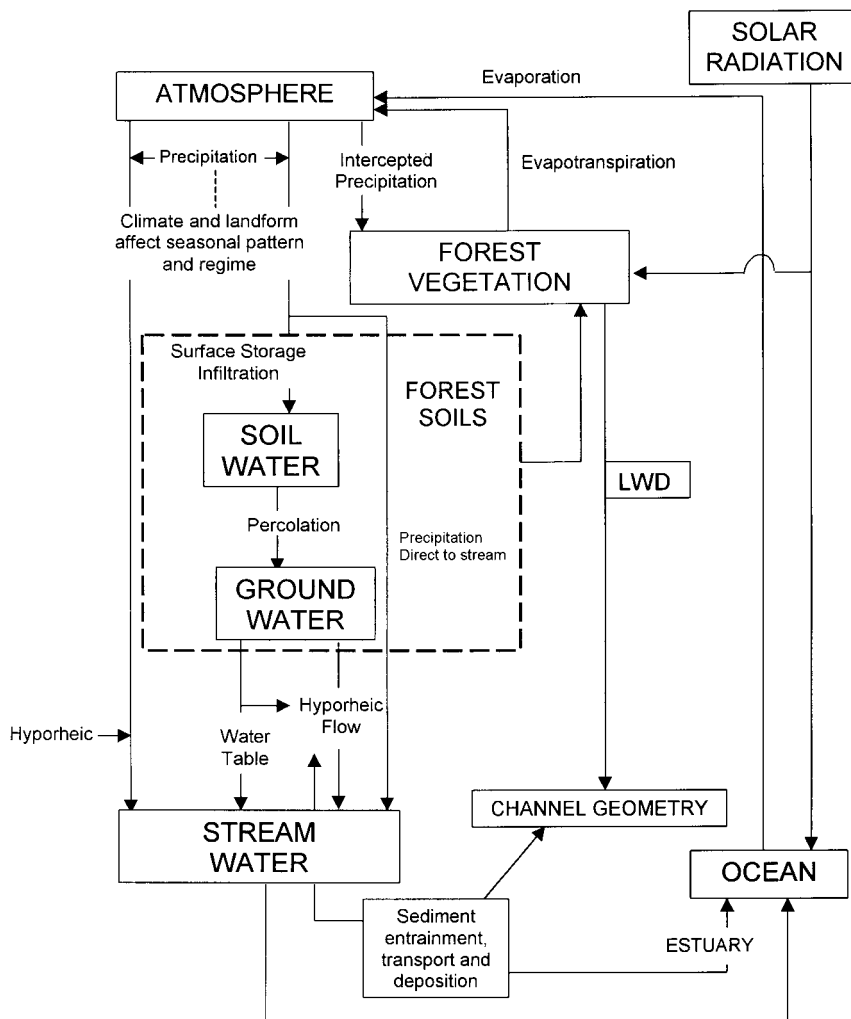 SOLAR
RADIATION
Evaporation
ATMOSPHERE
Precipitation
Intercepted
Precipitation
Evapotranspiration
Climate and landform
affect seasonal pattern
and regime
FOREST
VEGETATION
Surface Storage
Infiltration
FOREST
SOILS
SOIL
WATER
LWD
Percolation
Precipitation
Direct to stream
GROUND
WATER
Hyporheic
Flow
Hyporheic
Water
Table
CHANNEL GEOMETRY
STREAM
WATER
OCEAN
Sediment
entrainment,
transport and
deposition
ESTUARY